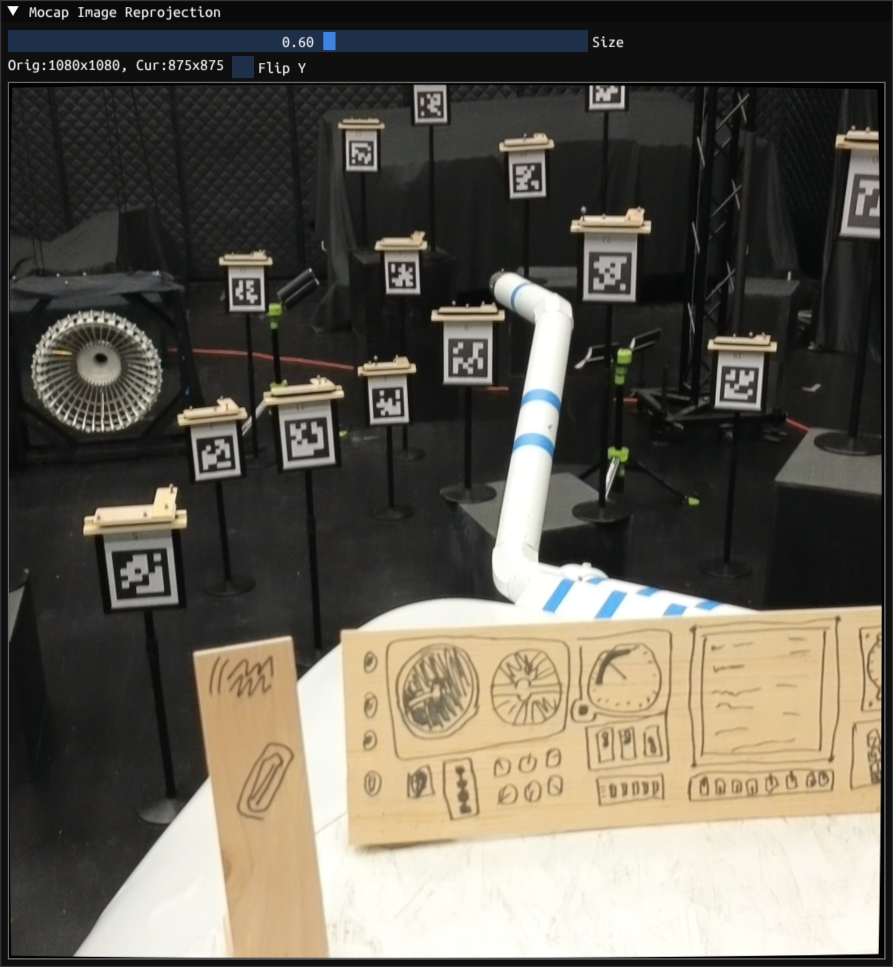 Mocap Image Reprojection
0.60 Size
Orig:1080x1080, Cur:875x875 Flip Y